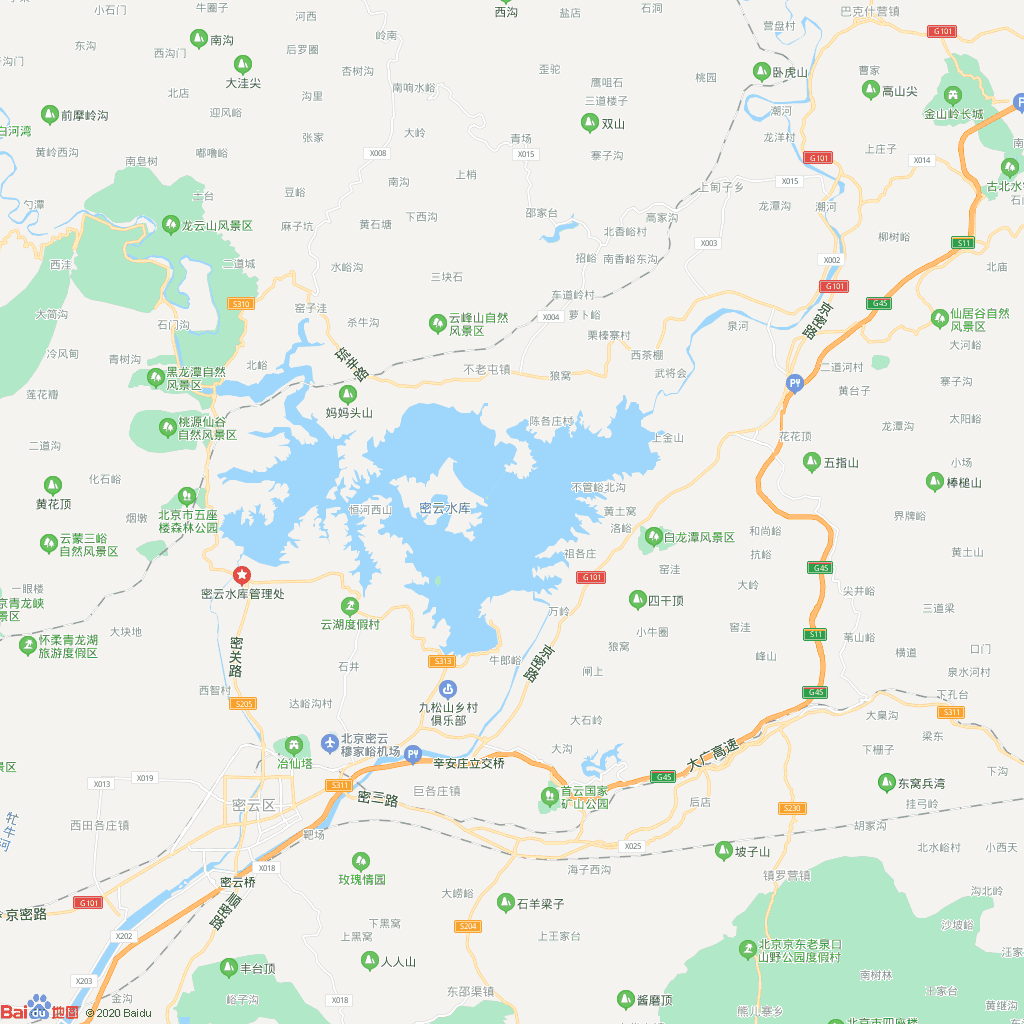 小石门
牛圈子
河西
西沟
盐店
石洞
营盘村
巴克什营镇
G101
东沟
南沟
西沟门
后罗圈
岭南
大洼尖
杏树沟
歪驼
鹰咀石
桃园
卧虎山
曹家
高山尖
金山岭长城
北店
沟里
南响水峪
三道楼子
前摩岭沟
迎风峪
双山
潮河
白河湾
张家
大岭
青场
龙洋村
黄岭西沟
嘟噜峪
X008
X015
寨子沟
G101
上庄子
X014
南皂树
古北水
南沟
上梢
上甸子乡
X015
豆峪
土台
勺潭
龙云山风景区
麻子坑
黄石塘
下西沟
邵家台
高家沟
龙潭沟
潮河
北香峪村
柳树峪
X003
S11
西洼
二道城
水峪沟
三块石
招峪
南香峪东沟
X002
北庙
G101
S310
窑子洼
车道岭村
G45
大简沟
石门沟
杀牛沟
云峰山自然
风景区
X004
萝卜峪
泉河
京密路
仙居谷自然
风景区
栗榛寨村
冷风甸
青树沟
北峪
琉辛路
西茶棚
大河峪
黑龙潭自然
风景区
不老屯镇
狼窝
武将会
二道河村
莲花瓣
妈妈头山
黄台子
寨子沟
桃源仙谷
自然风景区
陈各庄村
太阳峪
龙潭沟
二道沟
上金山
花花顶
五指山
小场
化石峪
黄花顶
北京市五座
楼森林公园
恒河西山
密云水库
不管峪北沟
榛槌山
烟墩
黄土窝
界牌峪
洛峪
和尚峪
云蒙三峪
自然风景区
白龙潭风景区
祖各庄
抗峪
黄土山
一眼楼
密云水库管理处
G101
窑洼
G45
大岭
尖井峪
京青龙峡
景区
云湖度假村
万岭
四干顶
三道梁
怀柔青龙湖
旅游度假区
大块地
密关路
小牛圈
窑洼
S11
苇山峪
狼窝
横道
口门
S313
牛郎峪
京密路
峰山
石井
闸上
泉水河村
西智村
达峪沟村
九松山乡村
俱乐部
G45
下孔台
S205
大石岭
大臬沟
S311
冶仙塔
北京密云
穆家峪机场
大沟
大广高速
梁东
辛安庄立交桥
下栅子
景区
X019
X013
S311
G45
下沟
东窝兵湾
密云区
密三路
巨各庄镇
首云国家
矿山公园
后店
S230
挂弓岭
牤牛河
西田各庄镇
靶场
胡家沟
X025
坡子山
北水峪村
小西天
X018
玫瑰情园
海子西沟
密云桥
镇罗营镇
大崂峪
沟北岭
京密路
G101
顺密路
石羊梁子
下黑窝
S204
沙坡峪
X202
上黑窝
上王家台
北京京东老泉口
山野公园度假村
汪家
丰台顶
人人山
南树林
X203
东邵渠镇
汪家台
金沟
峪子沟
X018
酱磨顶
熊儿寨乡
黄继沟
Baidu 地图
© 2020 Baidu
北京市四座楼